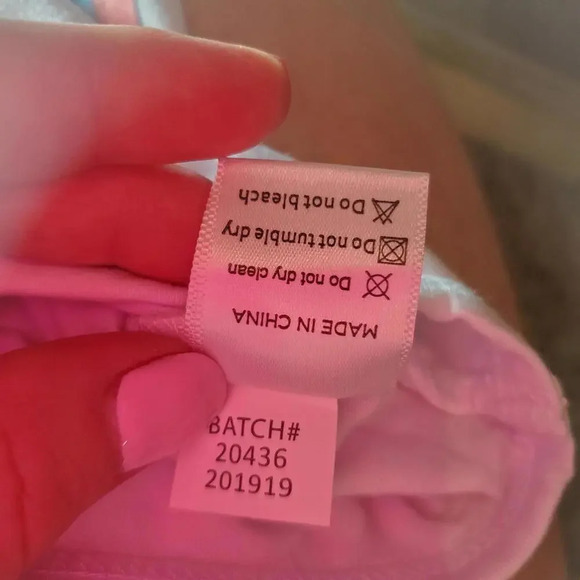 MADE IN CHINA
Do not dry clean
Do not tumble dry
Do not bleach
BATCH#
20436
201919